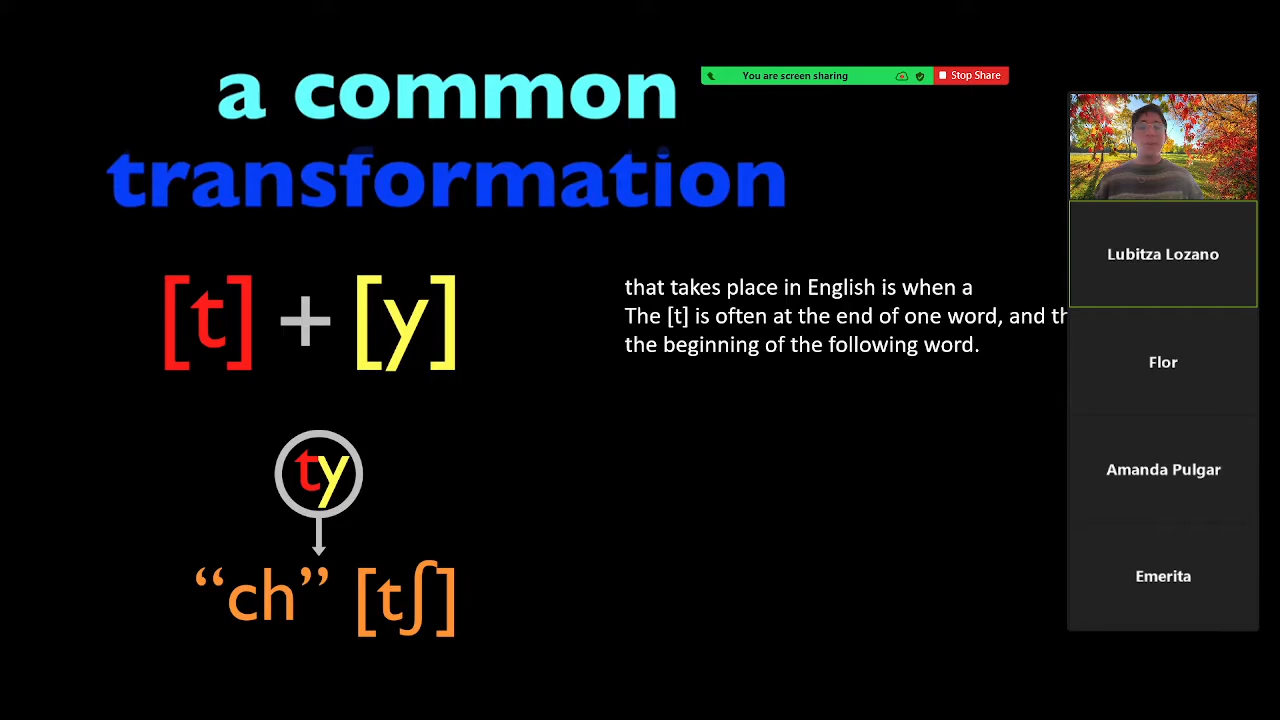 a common
transformation
You are screen sharing
Stop Share
[t] + [y]
that takes place in English is when a
The [t] is often at the end of one word, and
the beginning of the following word.
ty
“ch” [tʃ]
Lubitza Lozano
Flor
Amanda Pulgar
Emerita